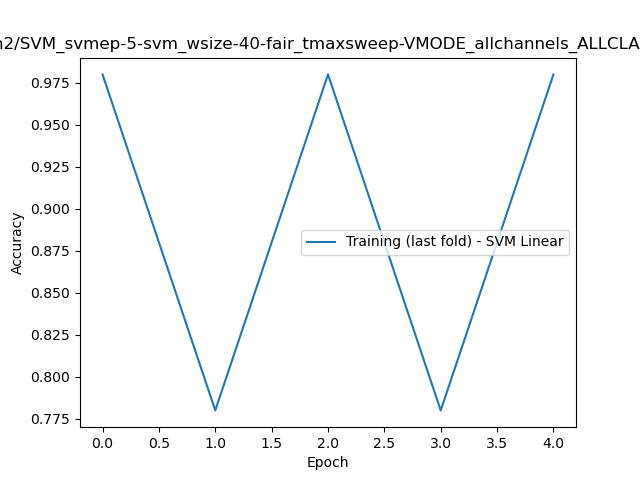 n2/SVM_svmep-5-svm_wsize-40-fair_tmaxsweep-VMODE_allchannels_ALLCLA
0.975
0.950
0.925
0.900
0.875
0.850
0.825
0.800
0.775
Accuracy
Training (last fold) - SVM Linear
0.0 0.5 1.0 1.5 2.0 2.5 3.0 3.5 4.0
Epoch